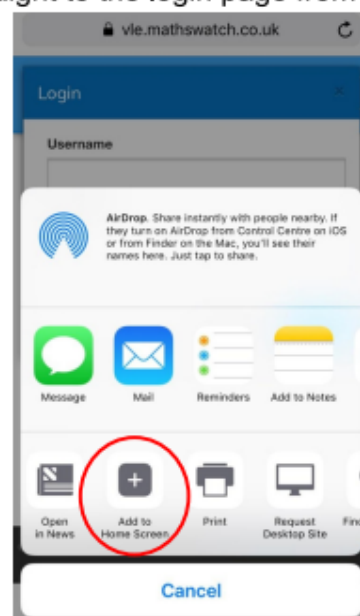 vle.mathswatch.co.uk
Login
Username
AirDrop. Share instantly with people nearby. If
they turn on AirDrop from Control Centre on iOS
or from Finder on the Mac, you'll see their
names here. Just tap to share.
Message Mail Reminders Add to Notes
Open
in News
Add to
Home Screen
Print
Request
Desktop Site
Cancel